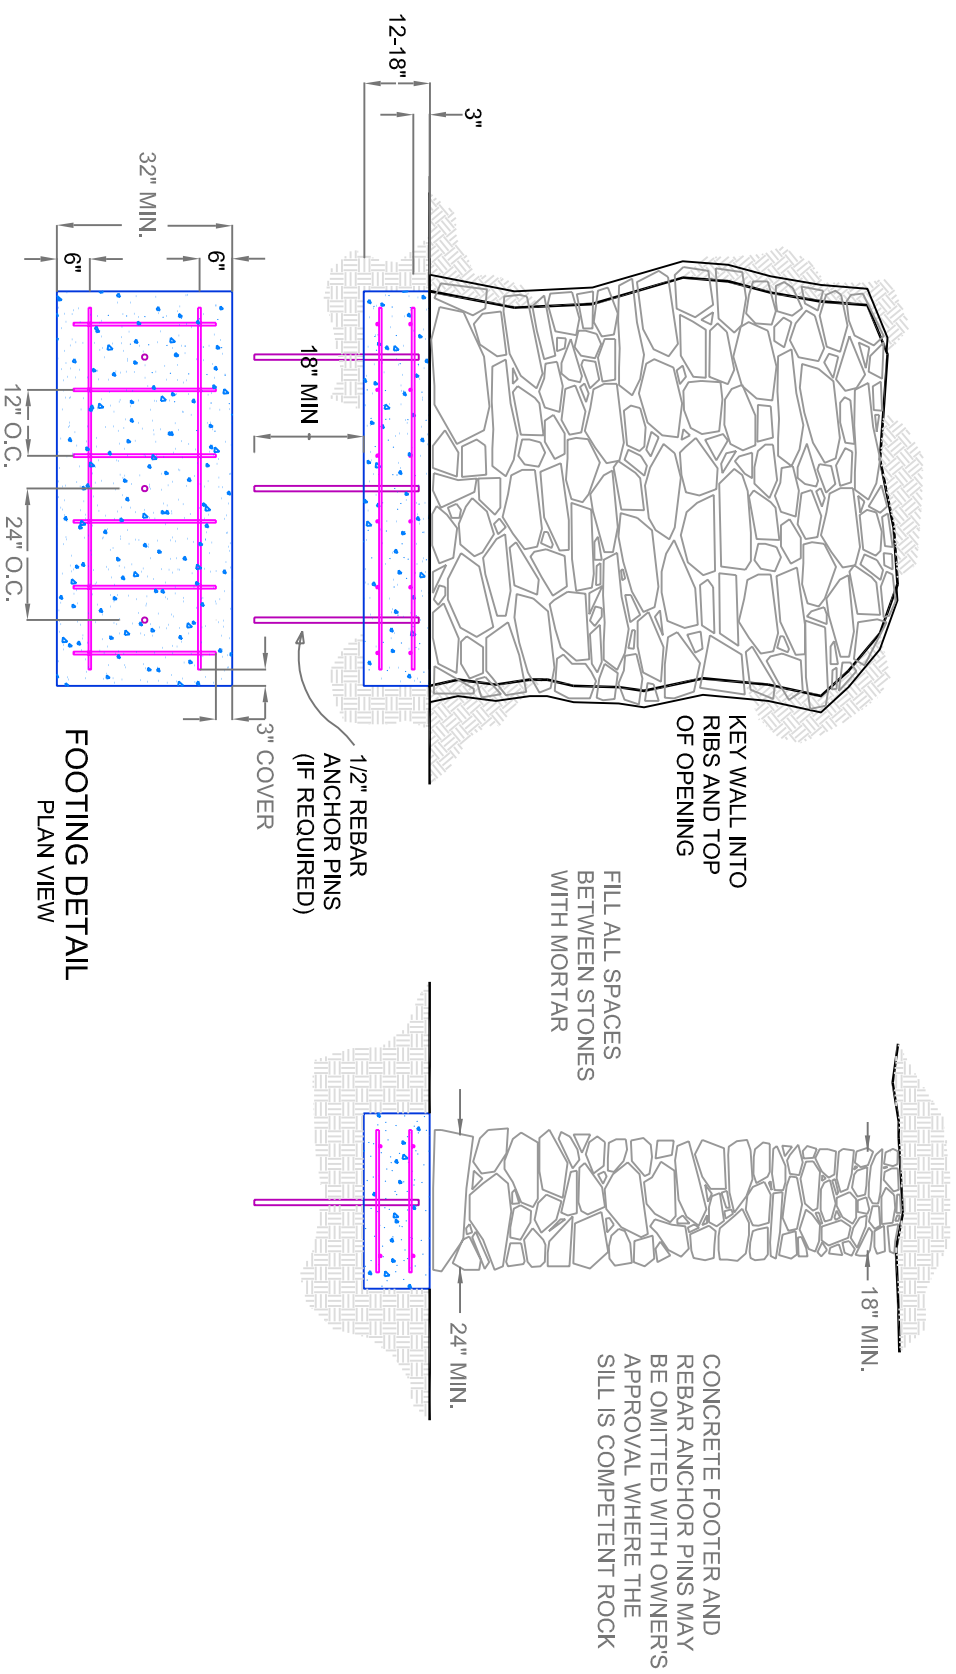 KEY WALL INTO
RIBS AND TOP
OF OPENING
FILL ALL SPACES
BETWEEN STONES
WITH MORTAR
18" MIN.
CONCRETE FOOTER AND
REBAR ANCHOR PINS MAY
BE OMITTED WITH OWNER'S
APPROVAL WHERE THE
SILL IS COMPETENT ROCK
24" MIN.
3"
12-18"
18" MIN
1/2" REBAR
ANCHOR PINS
(IF REQUIRED)
3" COVER
32" MIN.
6"
6"
12" O.C.
24" O.C.
FOOTING DETAIL
PLAN VIEW